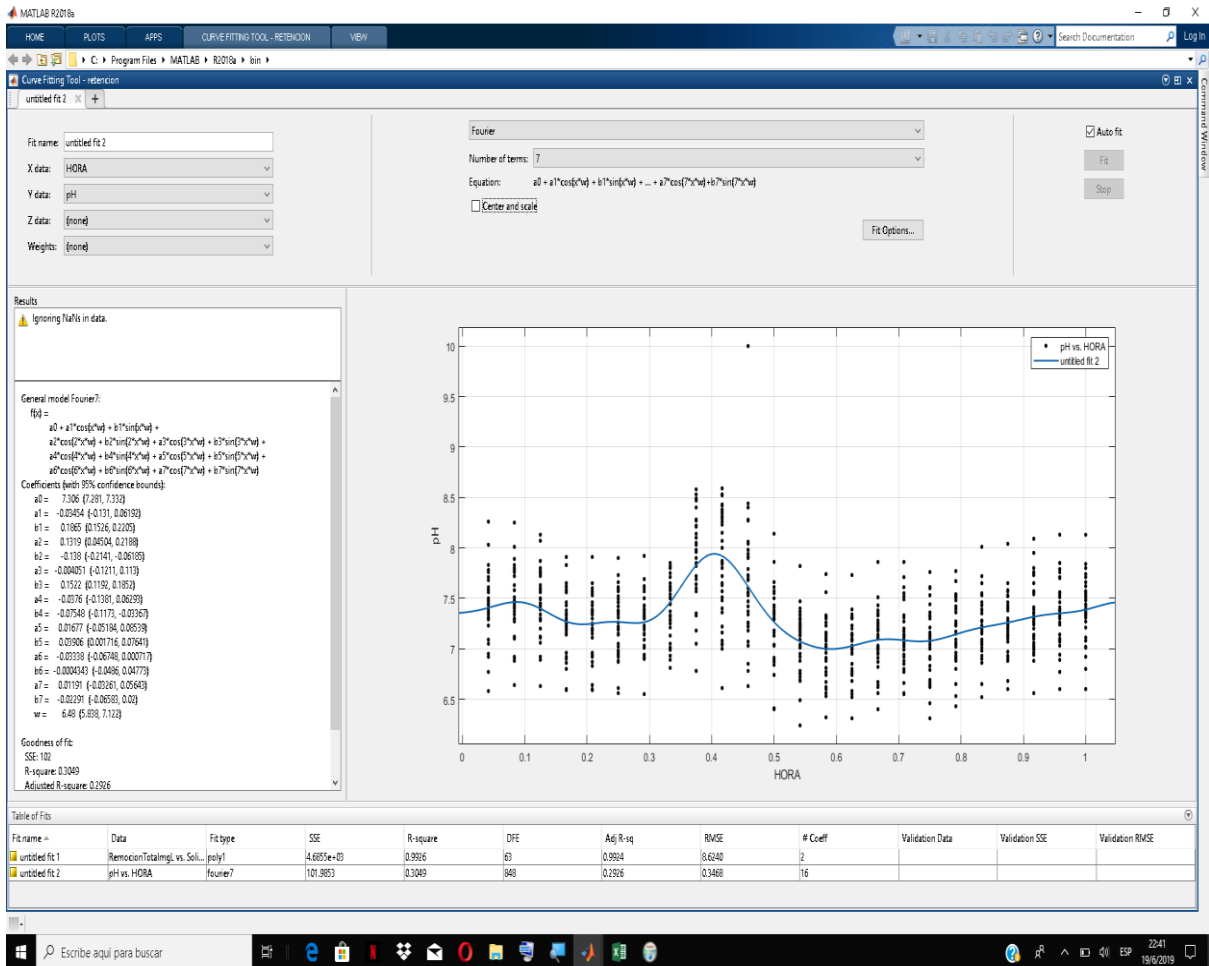 MATLAB R2018a
HOME PLOTS APPS CURVE FITTING TOOL - RETENCION VIEW Search Documentation Log In
C: Program Files MATLAB R2018a bin
Curve Fitting Tool - retencion
untitled fit 2
Command Window
Fit name: untitled fit 2
X data: HORA
Y data: pH
Z data: (none)
Weights: (none)
Fourier
Number of terms: 7
Equation: a0 + a1*cos(x*w) + b1*sin(x*w) + ... + a7*cos(7*x*w)+b7*sin(7*x*w)
Center and scale
Fit Options...
Auto fit
Fit
Stop
Results
Ignoring NaNs in data.
General model Fourier7:
f(x) =
a0 + a1*cos(x*w) + b1*sin(x*w) +
a2*cos(2*x*w) + b2*sin(2*x*w) + a3*cos(3*x*w) + b3*sin(3*x*w) +
a4*cos(4*x*w) + b4*sin(4*x*w) + a5*cos(5*x*w) + b5*sin(5*x*w) +
a6*cos(6*x*w) + b6*sin(6*x*w) + a7*cos(7*x*w) + b7*sin(7*x*w)
Coefficients (with 95% confidence bounds):
a0 = 7.306 (7.281, 7.332)
a1 = -0.03454 (-0.131, 0.06192)
b1 = 0.1865 (0.1526, 0.2205)
a2 = 0.1319 (0.04504, 0.2188)
b2 = -0.138 (-0.2141, -0.06185)
a3 = -0.004051 (-0.1211, 0.113)
b3 = 0.1522 (0.1192, 0.1852)
a4 = -0.0376 (-0.1381, 0.06293)
b4 = -0.07548 (-0.1173, -0.03367)
a5 = 0.01677 (-0.05184, 0.08539)
b5 = 0.03906 (0.001716, 0.07641)
a6 = -0.03338 (-0.06748, 0.000717)
b6 = -0.0004343 (-0.0486, 0.04773)
a7 = 0.01191 (-0.03261, 0.05643)
b7 = -0.02291 (-0.06583, 0.02)
w = 6.48 (5.838, 7.122)
Goodness of fit:
SSE: 102
R-square: 0.3049
Adjusted R-square: 0.2926
pH vs. HORA
untitled fit 2
10
9.5
9
8.5
8
7.5
7
6.5
pH
0 0.1 0.2 0.3 0.4 0.5 0.6 0.7 0.8 0.9 1
HORA
Table of Fits
Fit name Data Fit type SSE R-square DFE Adj R-sq RMSE # Coeff Validation Data Validation SSE Validation RMSE
untitled fit 1 RemocionTotalmgL vs. Soli... poly1 4.6855e+03 0.9926 63 0.9924 8.6240 2
untitled fit 2 pH vs. HORA fourier7 101.9853 0.3049 848 0.2926 0.3468 16
Escribe aquí para buscar
ESP
22:41
19/6/2019